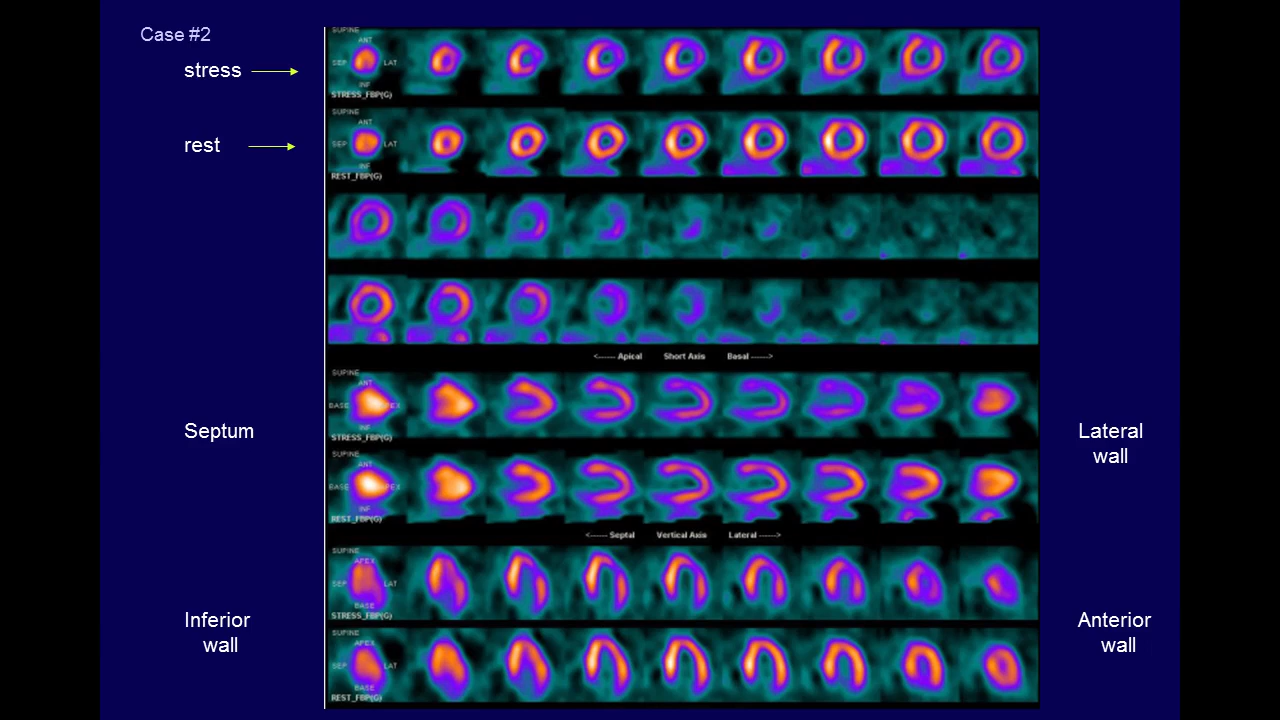 Case #2
stress
rest
SUPINE
ANT
SEP LAT
INF
STRESS_FBP(G)
SUPINE
ANT
SEP LAT
INF
REST_FBP(G)
<----- Apical Short Axis Basal ----->
SUPINE
ANT
BASE APEX
INF
STRESS_FBP(G)
SUPINE
ANT
BASE APEX
INF
REST_FBP(G)
<----- Septal Vertical Axis Lateral ----->
SUPINE
APEX
SEP LAT
BASE
STRESS_FBP(G)
SUPINE
APEX
SEP LAT
BASE
REST_FBP(G)
Septum
Lateral
wall
Inferior
wall
Anterior
wall